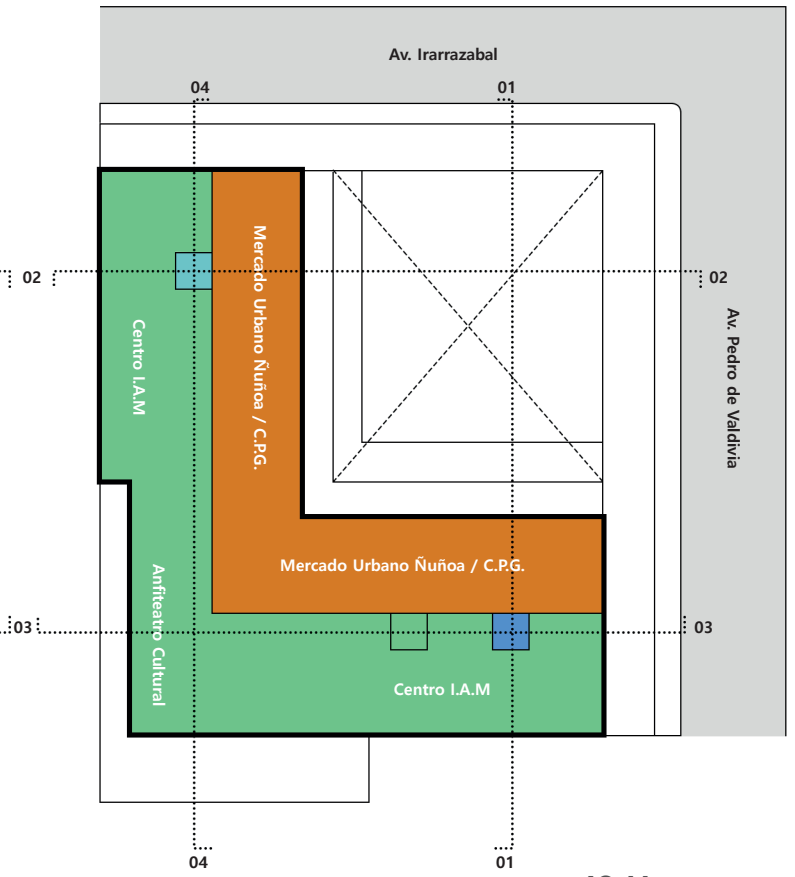 Av. Irarrazabal
04
01
Mercado Urbano Ñuñoa / C.P.G.
02
02
Centro I.A.M
Av. Pedro de Valdivia
Mercado Urbano Ñuñoa / C.P.G.
Anfiteatro Cultural
03
03
Centro I.A.M
04
01